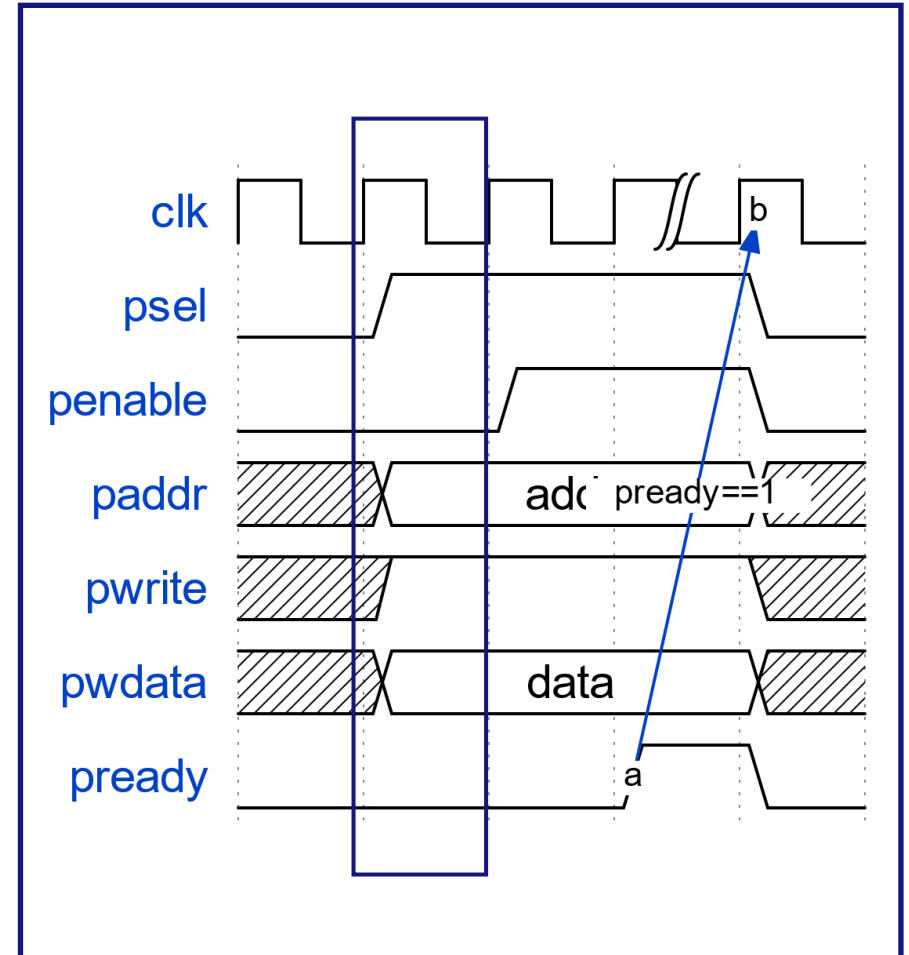 clk
b
psel
penable
paddr
pready==1
pwrite
pwdata
data
pready
a